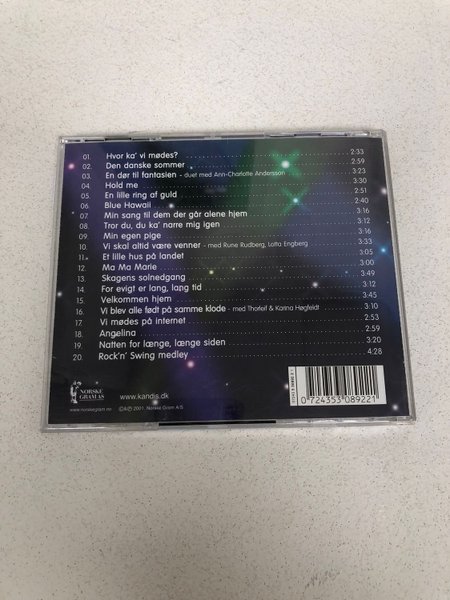 01. Hvor ka' vi mødes? 2:33
02. Den danske sommer 2:59
03. En dør til fantasien - duet med Ann-Charlotte Andersson 3:23
04. Hold me 3:30
05. En lille ring af guld 2:51
06. Blue Hawaii 2:40
07. Min sang til dem der går alene hjem 3:16
08. Tror du, du ka' narre mig igen 3:12
09. Min egen pige 3:16
10. Vi skal altid være venner - med Rune Rudberg, Lotta Engberg 3:33
11. Et lille hus på landet 3:05
12. Ma Ma Marie 3:00
13. Skagens solnedgang 3:49
14. For evigt er lang, lang tid 3:12
15. Velkommen hjem 3:41
16. Vi blev alle født på samme klode - med Thorleif & Karina Høgfeldt
17. Vi mødes på internet 2:53
18. Angelina 2:59
19. Natten for længe, længe siden 3:20
20. Rock'n' Swing medley 4:28
NORSKE
GRAM AS
www.norskegram.no
www.kandis.dk
©&℗ 2001. Norske Gram A·S
0 724353 089221